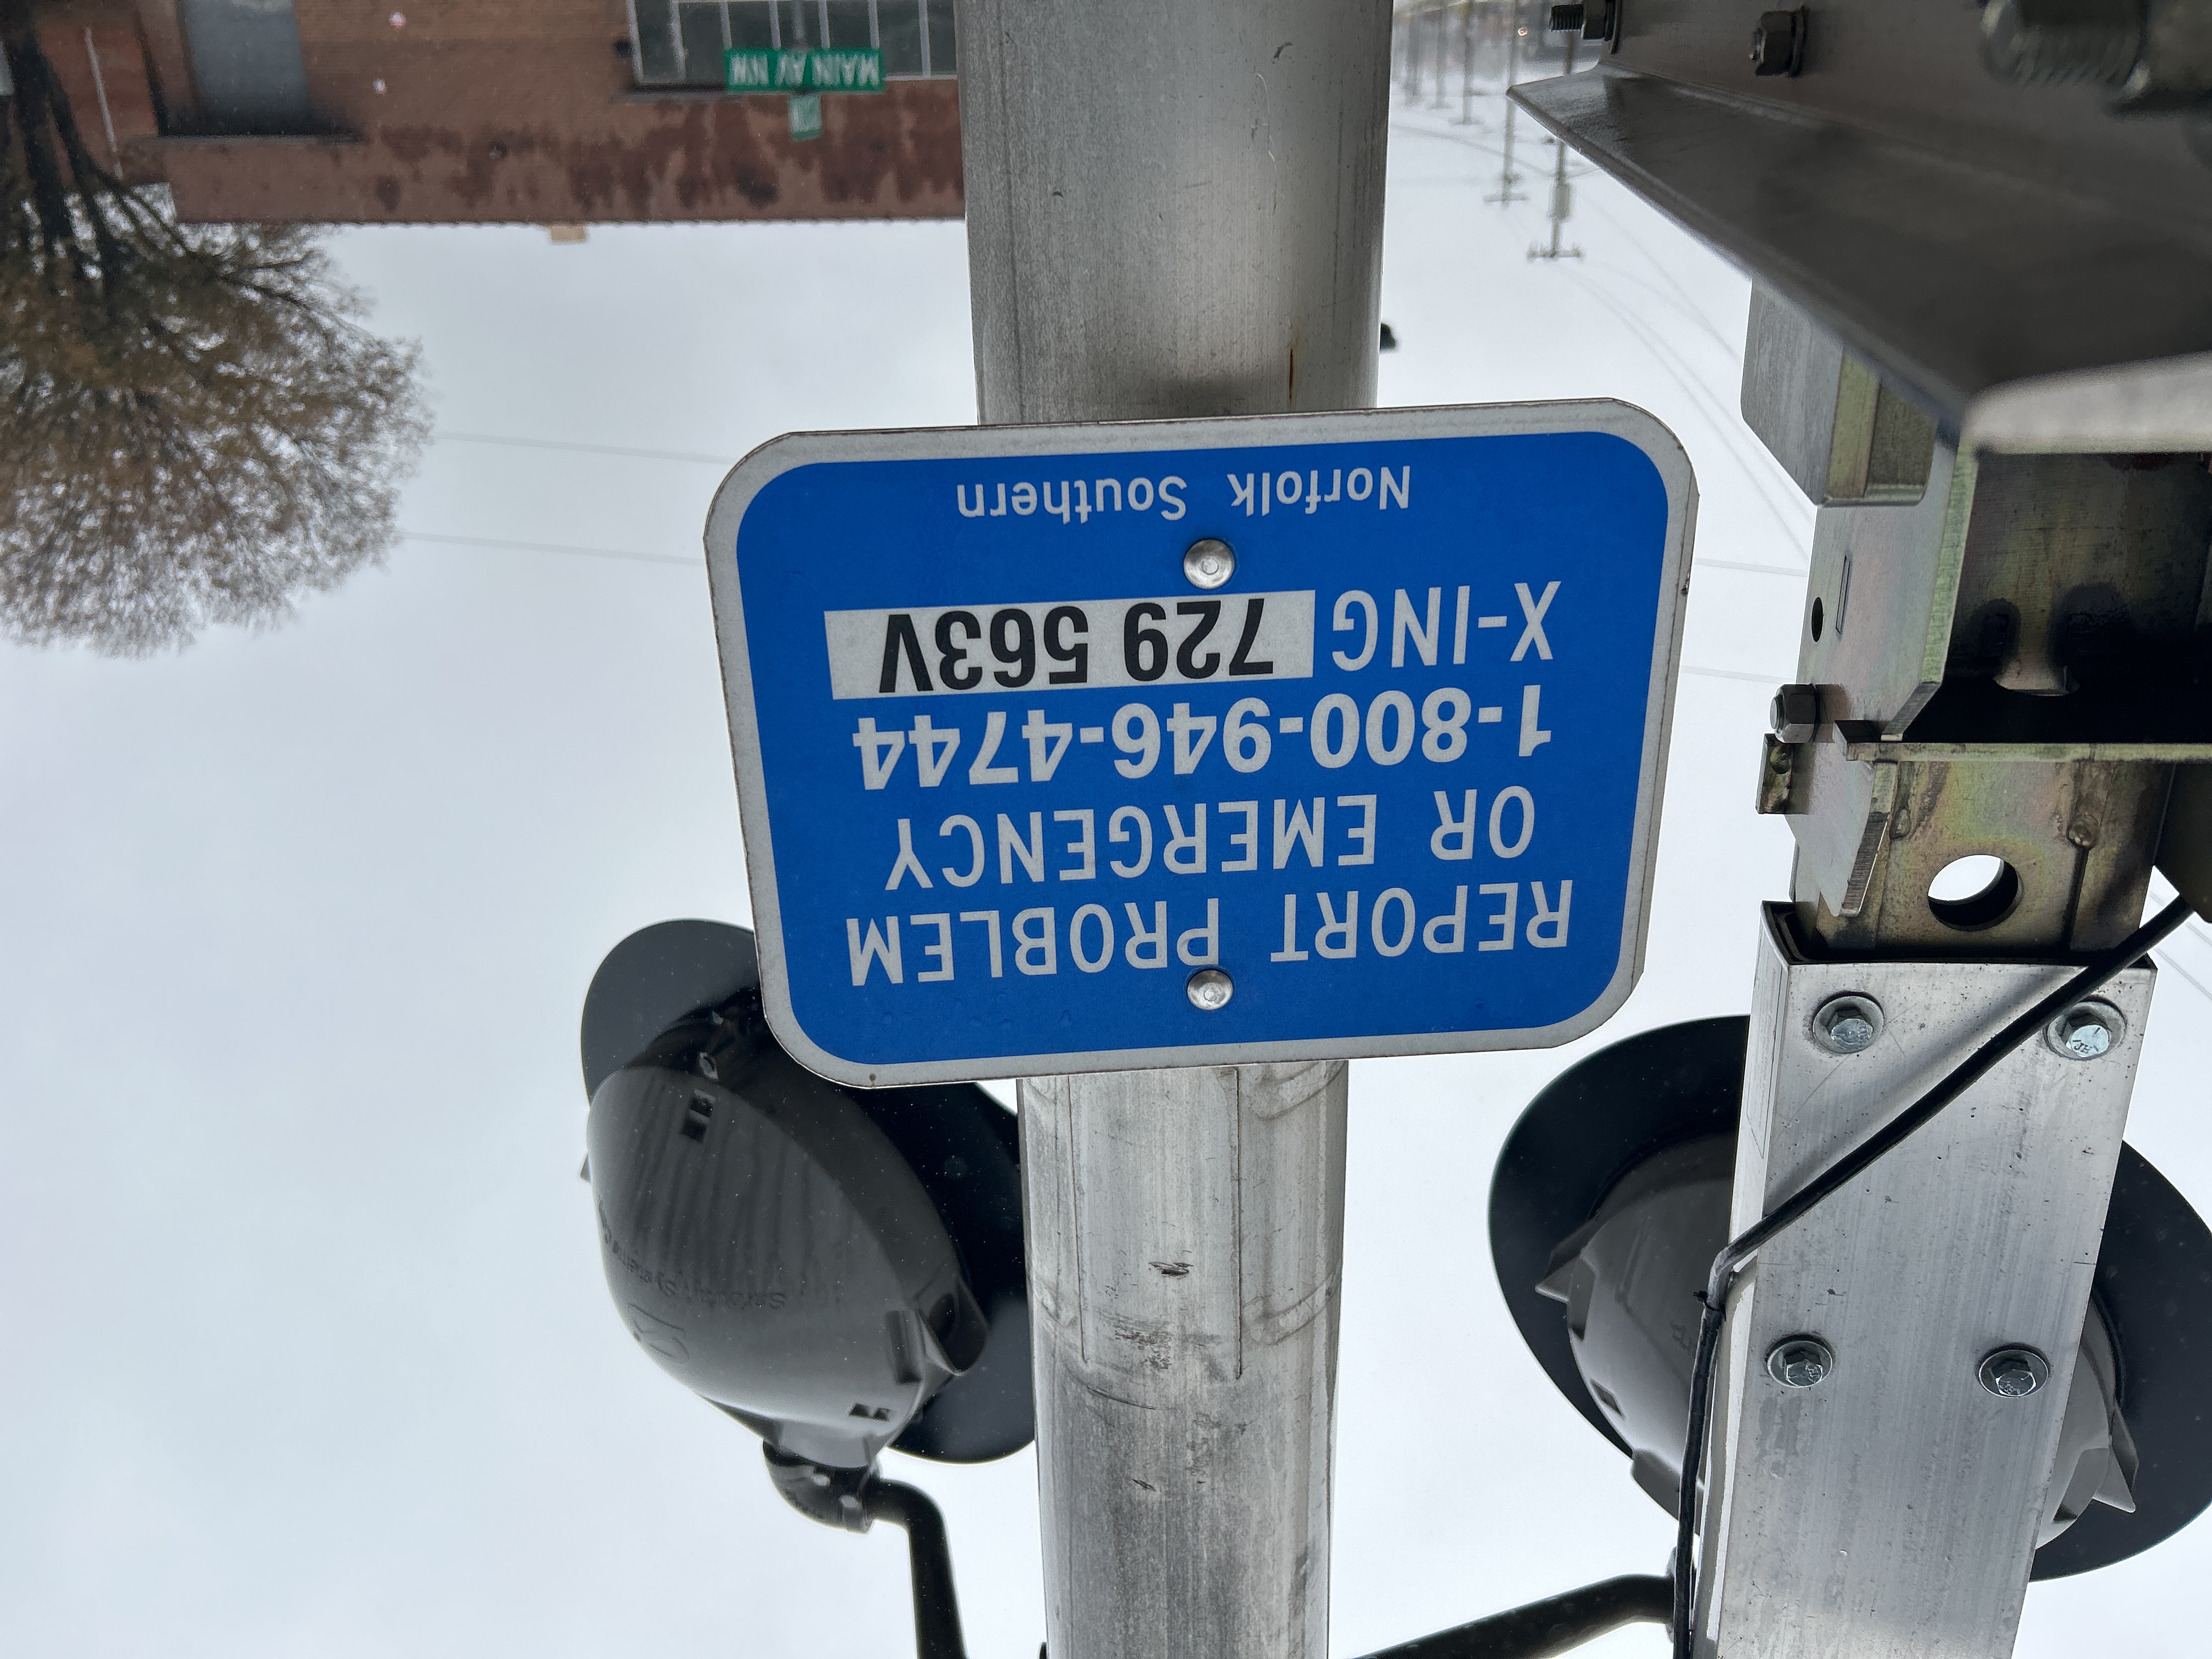 REPORT PROBLEM
OR EMERGENCY
1-800-946-4744
X-ING 729 563V
Norfolk Southern
MAIN AV NW